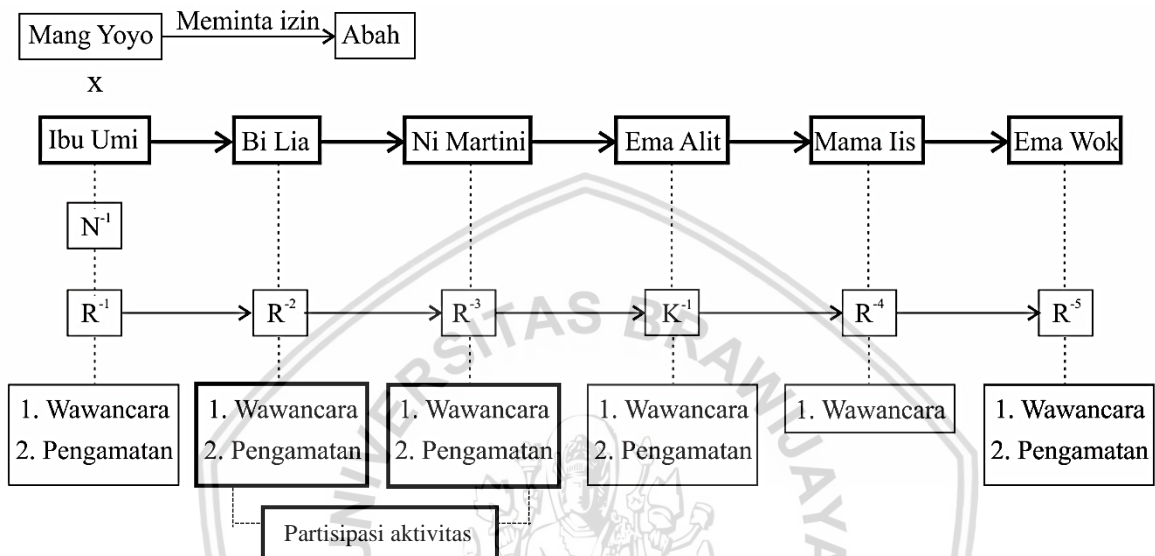 Mang Yoyo Meminta izin Abah
x
Ibu Umi Bi Lia Ni Martini Ema Alit Mama Iis Ema Wok
N-1
R-1 R-2 R-3 K-1 R-4 R-5
1. Wawancara 1. Wawancara 1. Wawancara 1. Wawancara 1. Wawancara 1. Wawancara
2. Pengamatan 2. Pengamatan 2. Pengamatan 2. Pengamatan 2. Pengamatan
Partisipasi aktivitas
UNIVERSITAS BRAWIJAYA